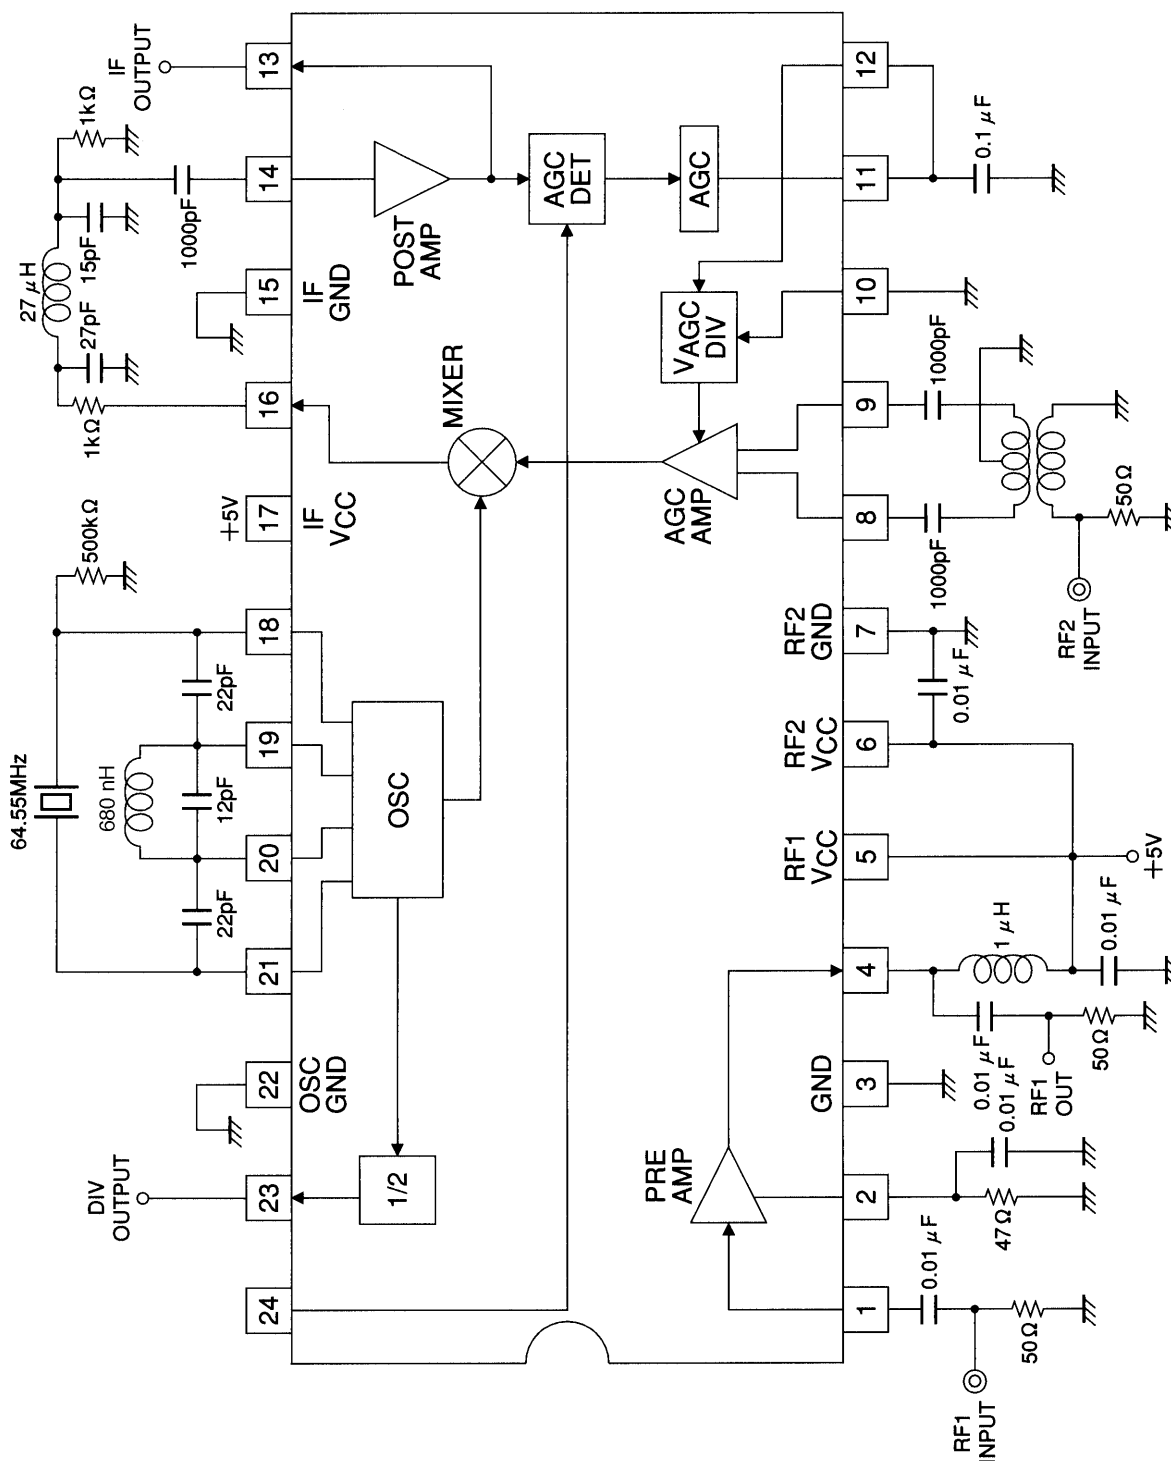 IF
OUTPUT
1kΩ
13
12
14
1000pF
POST
AMP
AGC
DET
AGC
11
0.1 μF
27 μH
15pF
27pF
15
IF
GND
10
VAGC
DIV
1kΩ
16
MIXER
9
1000pF
AGC
AMP
8
1000pF
50Ω
RF2
INPUT
+5V
17
IF
VCC
500kΩ
18
22pF
RF2
GND
7
0.01 μF
64.55MHz
680 nH
19
12pF
20
OSC
RF2
VCC
6
22pF
21
RF1
VCC
5
+5V
4
1 μH
0.01 μF
0.01 μF
RF1
OUT
50Ω
OSC
GND
22
GND
3
DIV
OUTPUT
23
1/2
PRE
AMP
2
0.01 μF
47Ω
24
1
0.01 μF
50Ω
RF1
INPUT